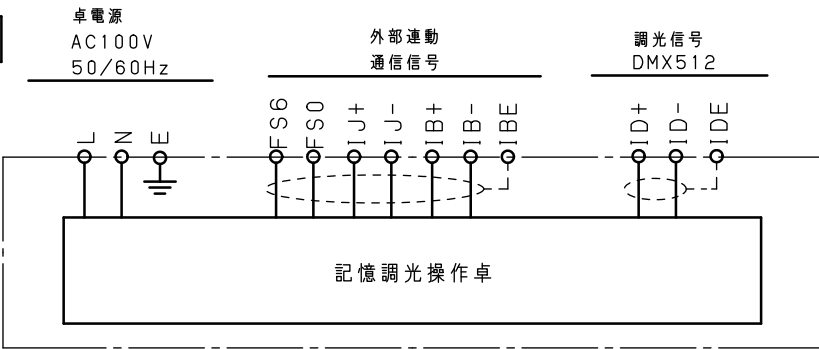 卓電源
AC100V
50/60Hz
外部連動
通信信号
調光信号
DMX512
L
N
E
FS6
FS0
IJ+
IJ-
IB+
IB-
IBE
ID+
ID-
IDE
記憶調光操作卓